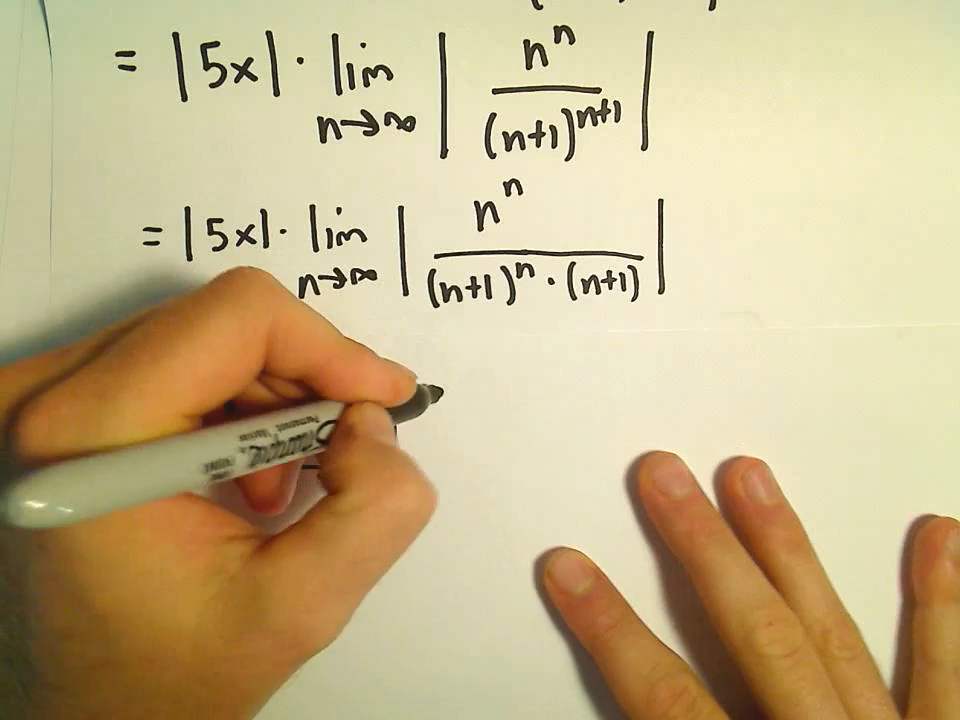 = |5x| · lim n→∞ | n^n / (n+1)^(n+1) |
= |5x| · lim n→∞ | n^n / (n+1)^n · (n+1) |